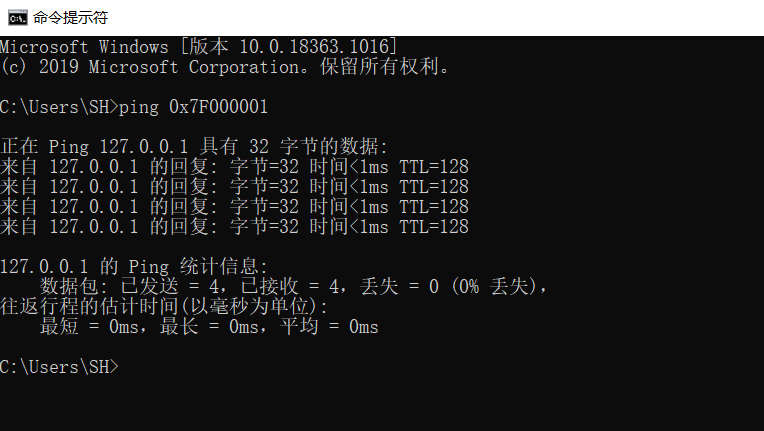 命令提示符
Microsoft Windows [版本 10.0.18363.1016]
(c) 2019 Microsoft Corporation。保留所有权利。
C:\Users\SH>ping 0x7F000001
正在 Ping 127.0.0.1 具有 32 字节的数据:
来自 127.0.0.1 的回复: 字节=32 时间<1ms TTL=128
来自 127.0.0.1 的回复: 字节=32 时间<1ms TTL=128
来自 127.0.0.1 的回复: 字节=32 时间<1ms TTL=128
来自 127.0.0.1 的回复: 字节=32 时间<1ms TTL=128
127.0.0.1 的 Ping 统计信息:
数据包: 已发送 = 4，已接收 = 4，丢失 = 0 (0% 丢失)，
往返行程的估计时间(以毫秒为单位):
最短 = 0ms，最长 = 0ms，平均 = 0ms
C:\Users\SH>